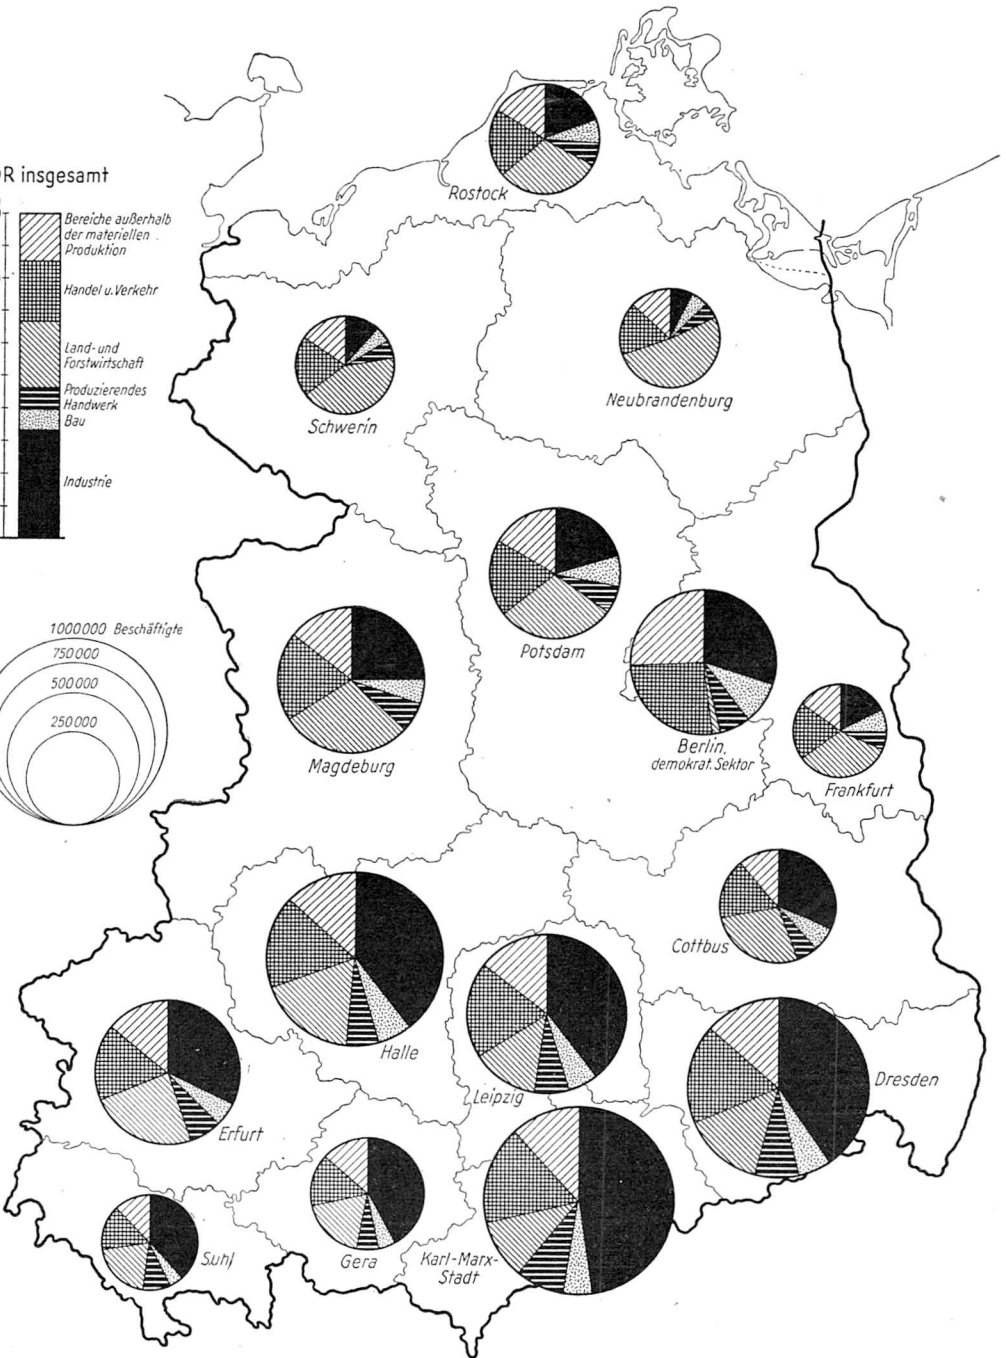 R insgesamt
Bereiche außerhalb
der materiellen
Produktion
Handel u. Verkehr
Land- und
Forstwirtschaft
Produzierendes
Handwerk
Bau
Industrie
1000000 Beschäftigte
750000
500000
250000
Rostock
Schwerin
Neubrandenburg
Potsdam
Magdeburg
Berlin,
demokrat. Sektor
Frankfurt
Cottbus
Halle
Leipzig
Dresden
Erfurt
Suhl
Gera
Karl-Marx-
Stadt